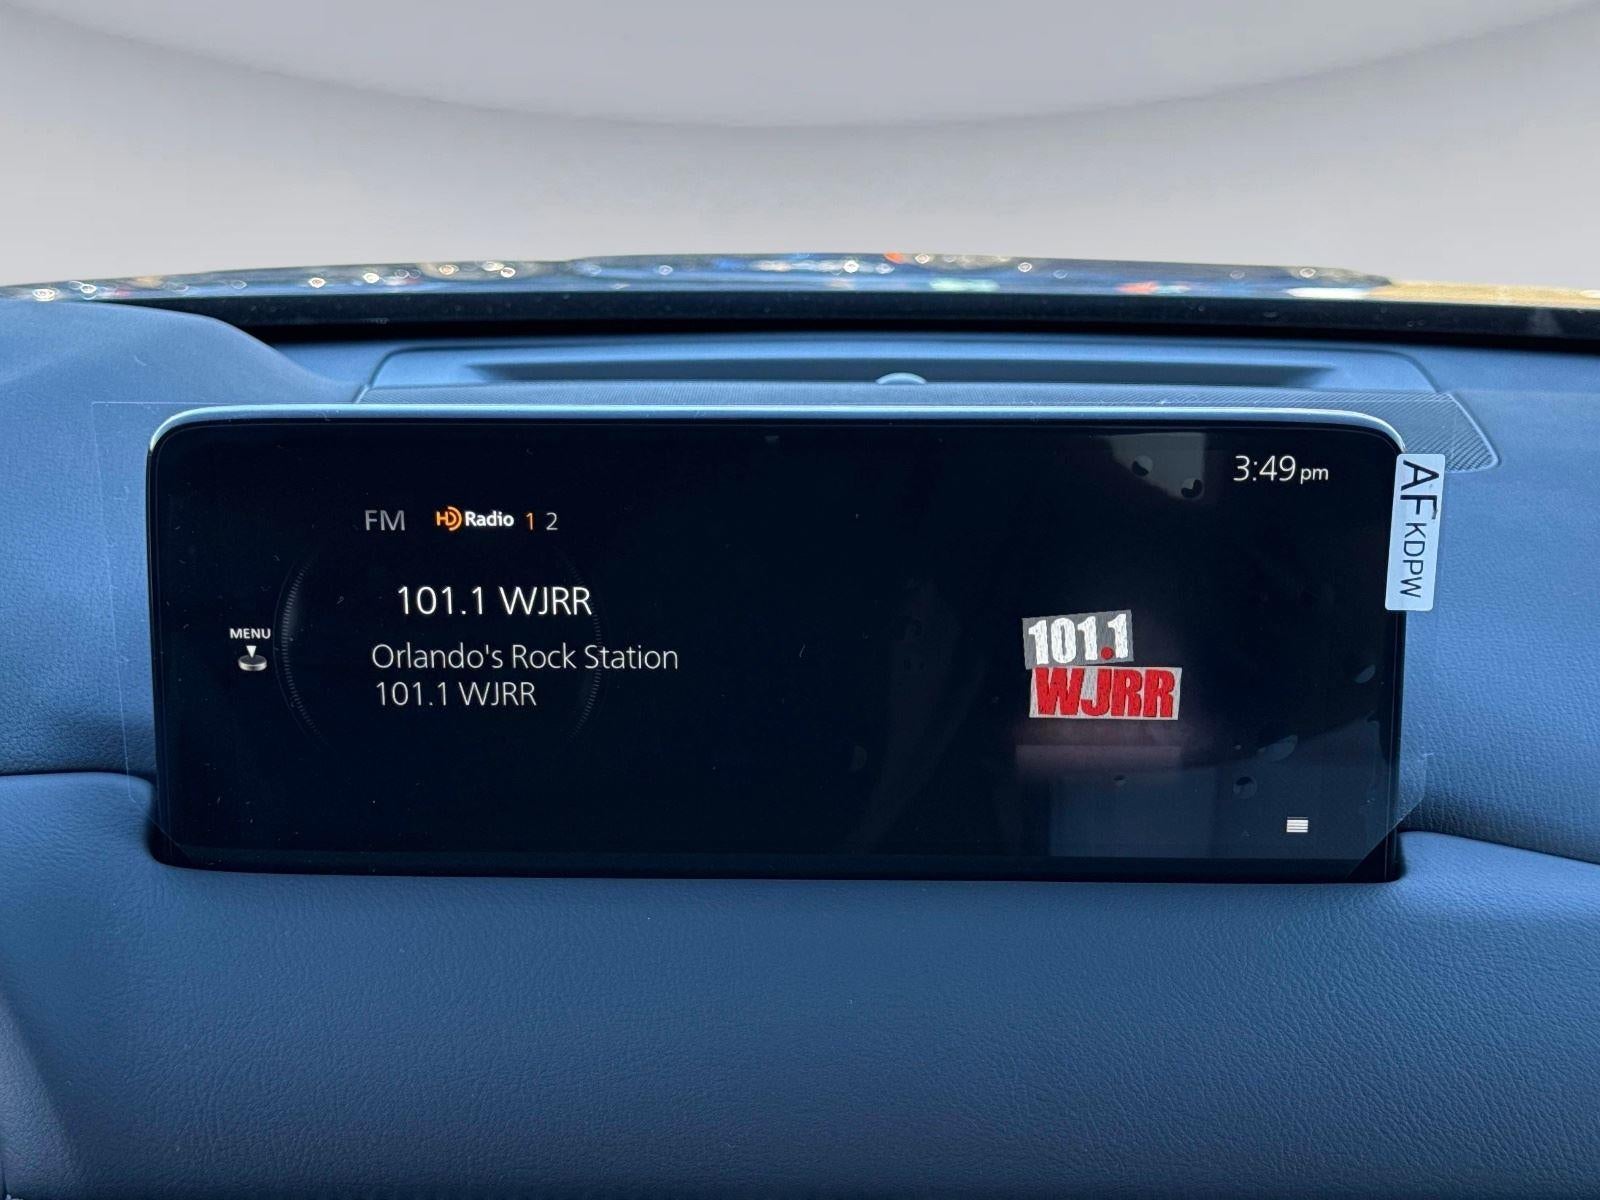 3:49 pm
FM HD Radio 1 2
101.1 WJRR
MENU
Orlando's Rock Station
101.1 WJRR
101.1
WJRR
AF KDPW